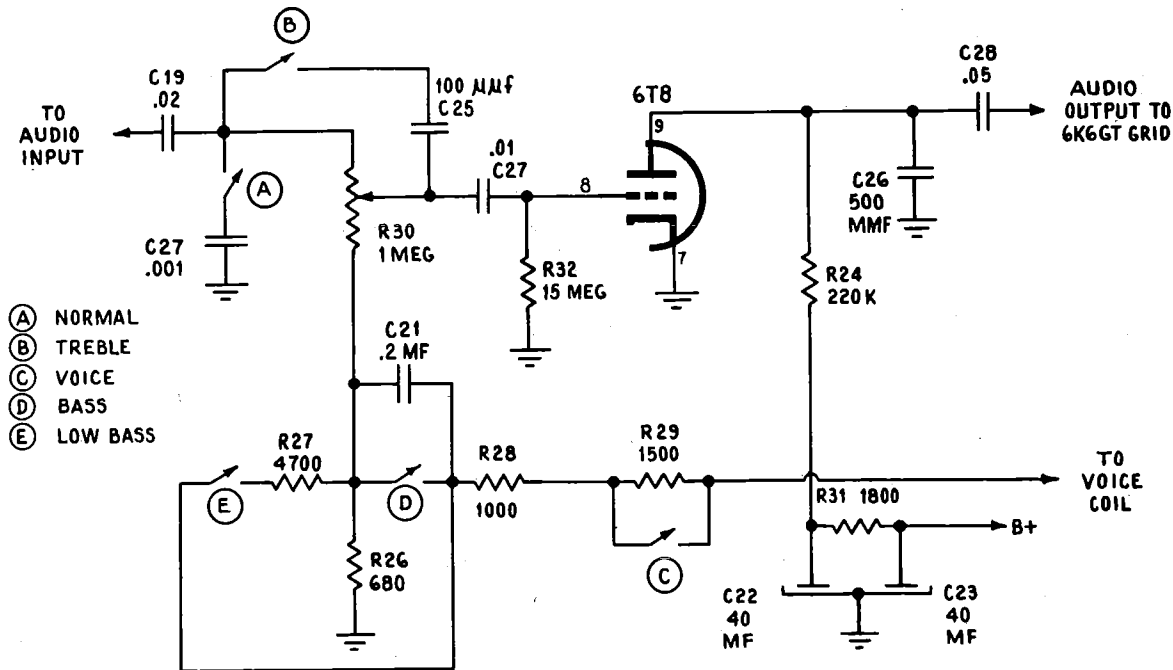 B
C19
.02
100 µµf
C25
C28
.05
TO
AUDIO
INPUT
6T8
9
AUDIO
OUTPUT TO
6K6GT GRID
.01
C27
8
A
C26
500
MMF
R30
1 MEG
C27
.001
R32
15 MEG
7
R24
220K
A NORMAL
B TREBLE
C VOICE
D BASS
E LOW BASS
C21
.2 MF
R27
4700
R28
1000
R29
1500
TO
VOICE
COIL
E
D
R31 1800
B+
R26
680
C
C22
40
MF
C23
40
MF